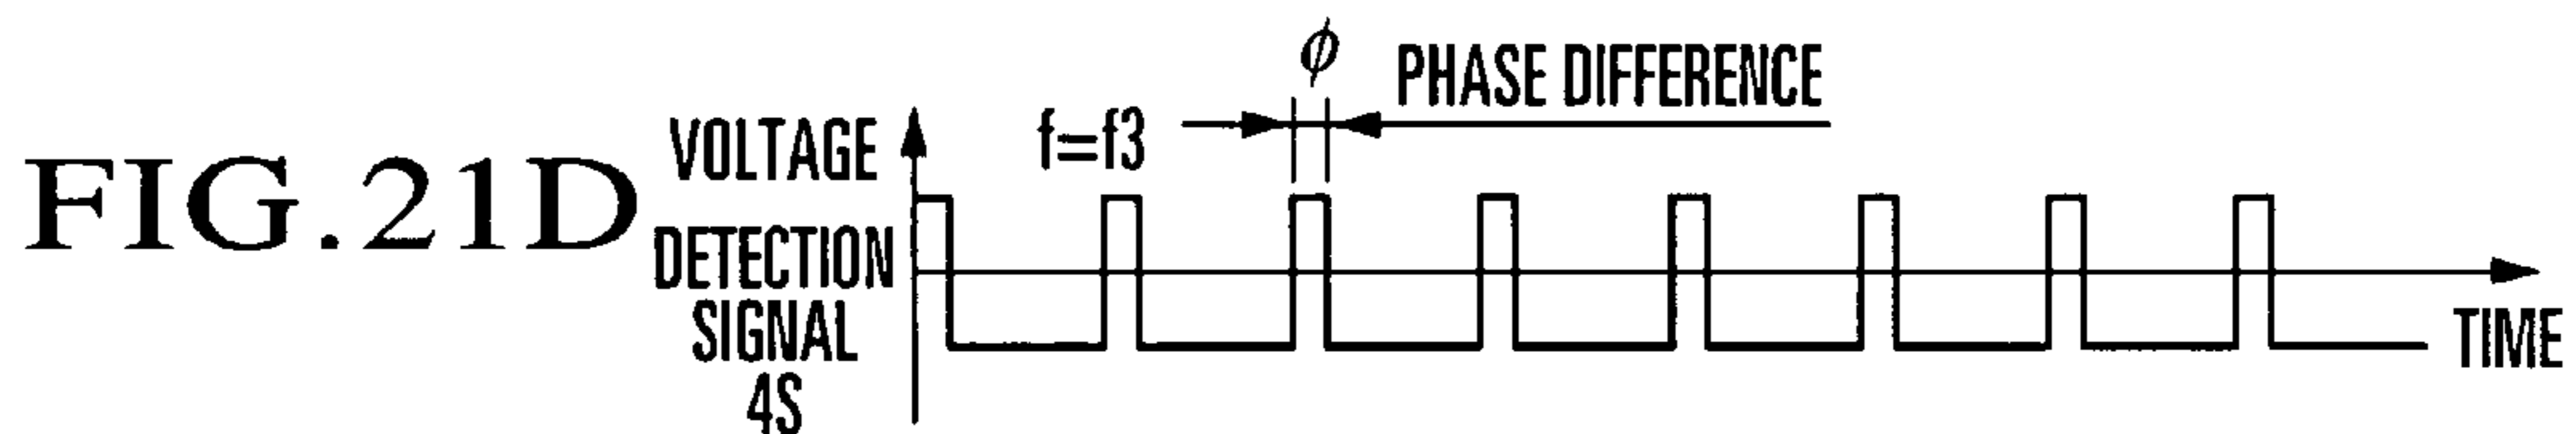 FIG.21D
VOLTAGE
DETECTION
SIGNAL
4S
f=f3
ϕ
PHASE DIFFERENCE
TIME